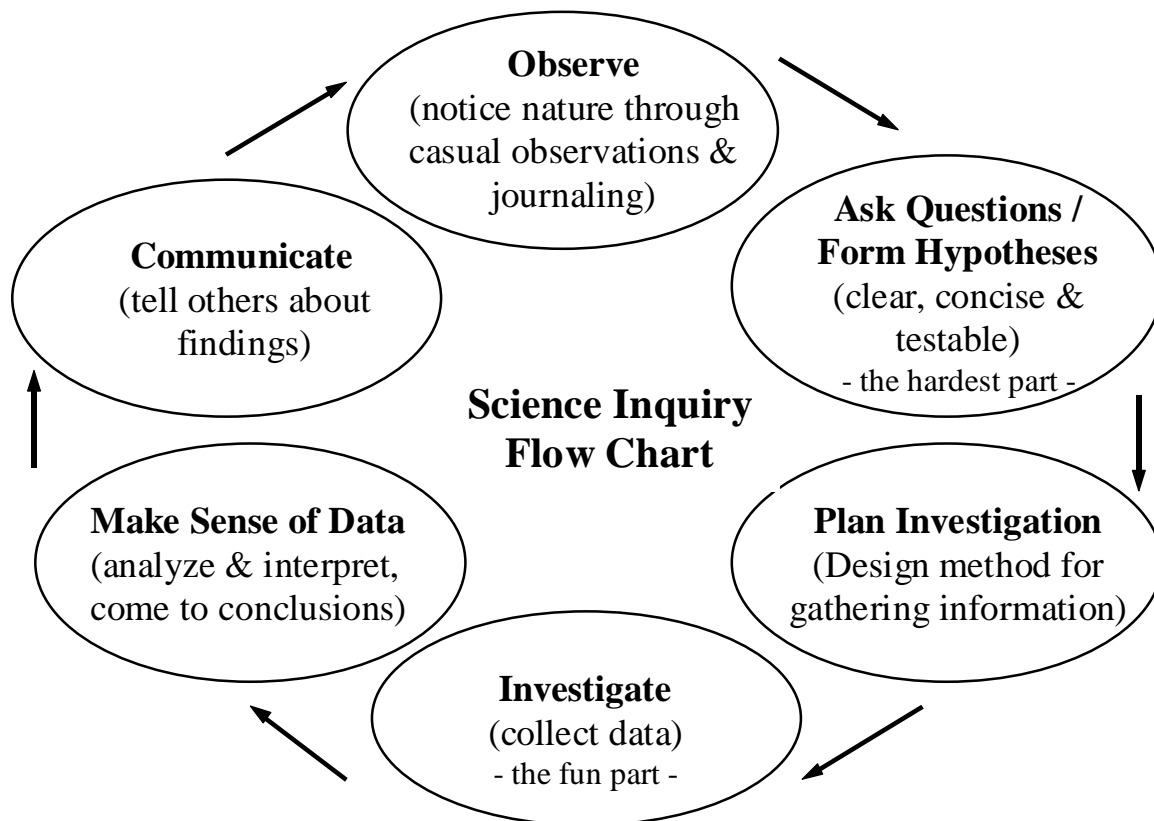 Observe
(notice nature through
casual observations &
journaling)
Ask Questions /
Form Hypotheses
(clear, concise &
testable)
- the hardest part -
Plan Investigation
(Design method for
gathering information)
Investigate
(collect data)
- the fun part -
Make Sense of Data
(analyze & interpret,
come to conclusions)
Communicate
(tell others about
findings)
Science Inquiry
Flow Chart